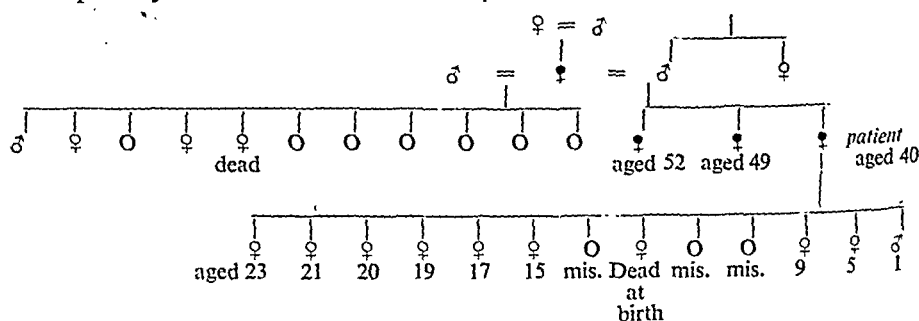 ♀ = ♂
♂ = ♀ = ♂ ♀
♂ ♀ O ♀ ♀ O O O O O O ♀ ♀ ♀ patient
dead aged 52 aged 49 aged 40
♀ ♀ ♀ ♀ ♀ ♀ O ♀ O O ♀ ♀ ♂
aged 23 21 20 19 17 15 mis. Dead mis. mis. 9 5 1
at
birth